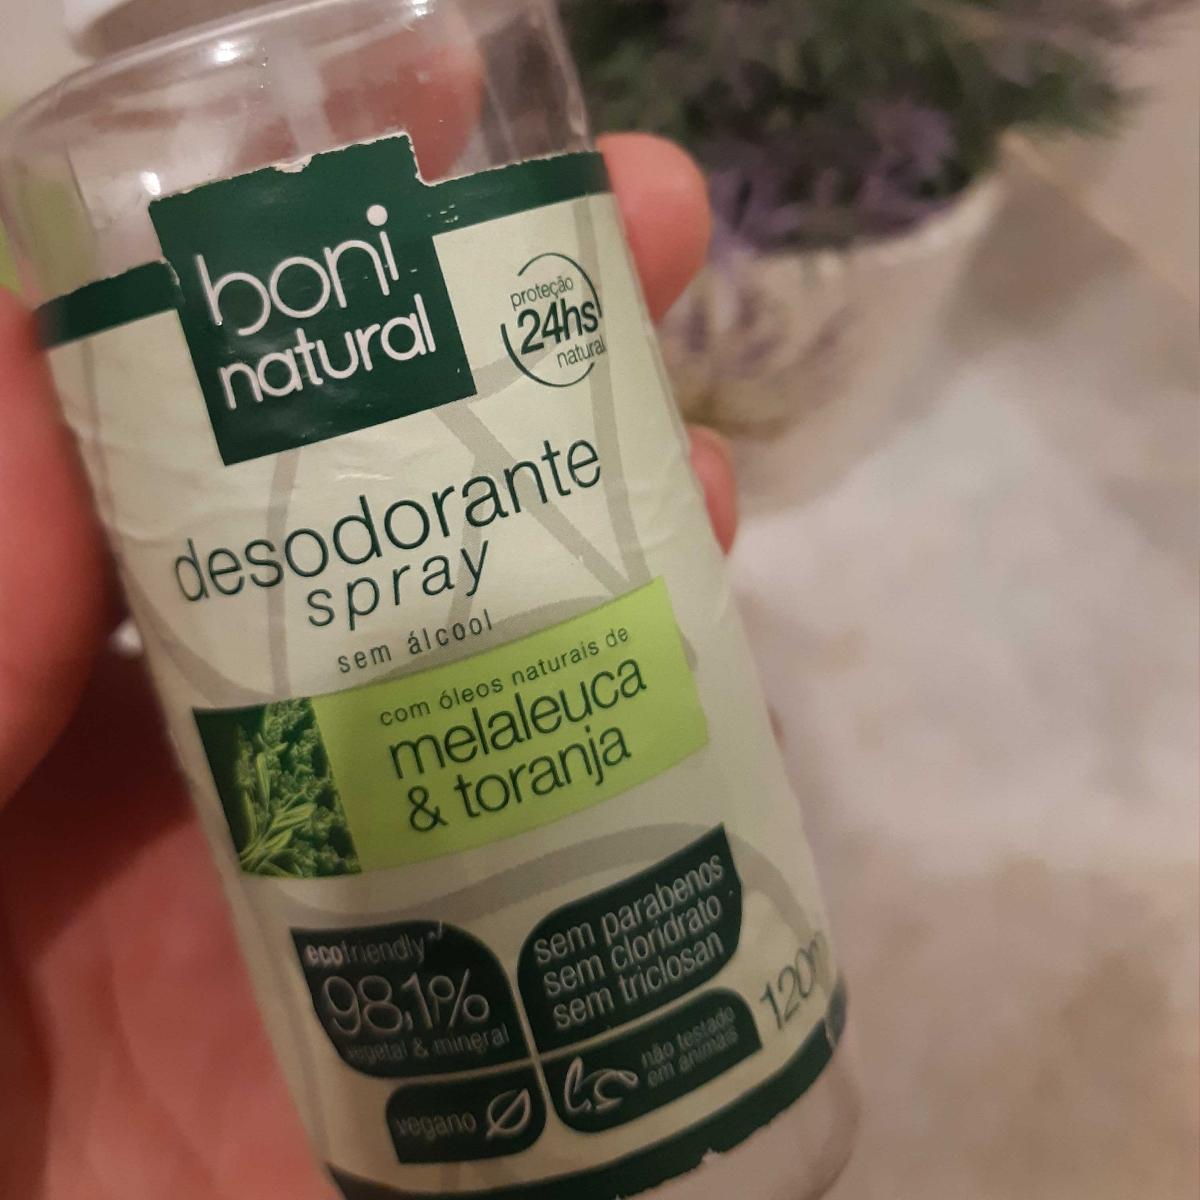 boni
natural
proteção
24hs
natural
desodorante
spray
sem álcool
com óleos naturais de
melaleuca
& toranja
ecofriendly
98,1%
vegetal & mineral
sem parabenos
sem cloridrato
sem triclosan
vegano
não testado
em animais
120m